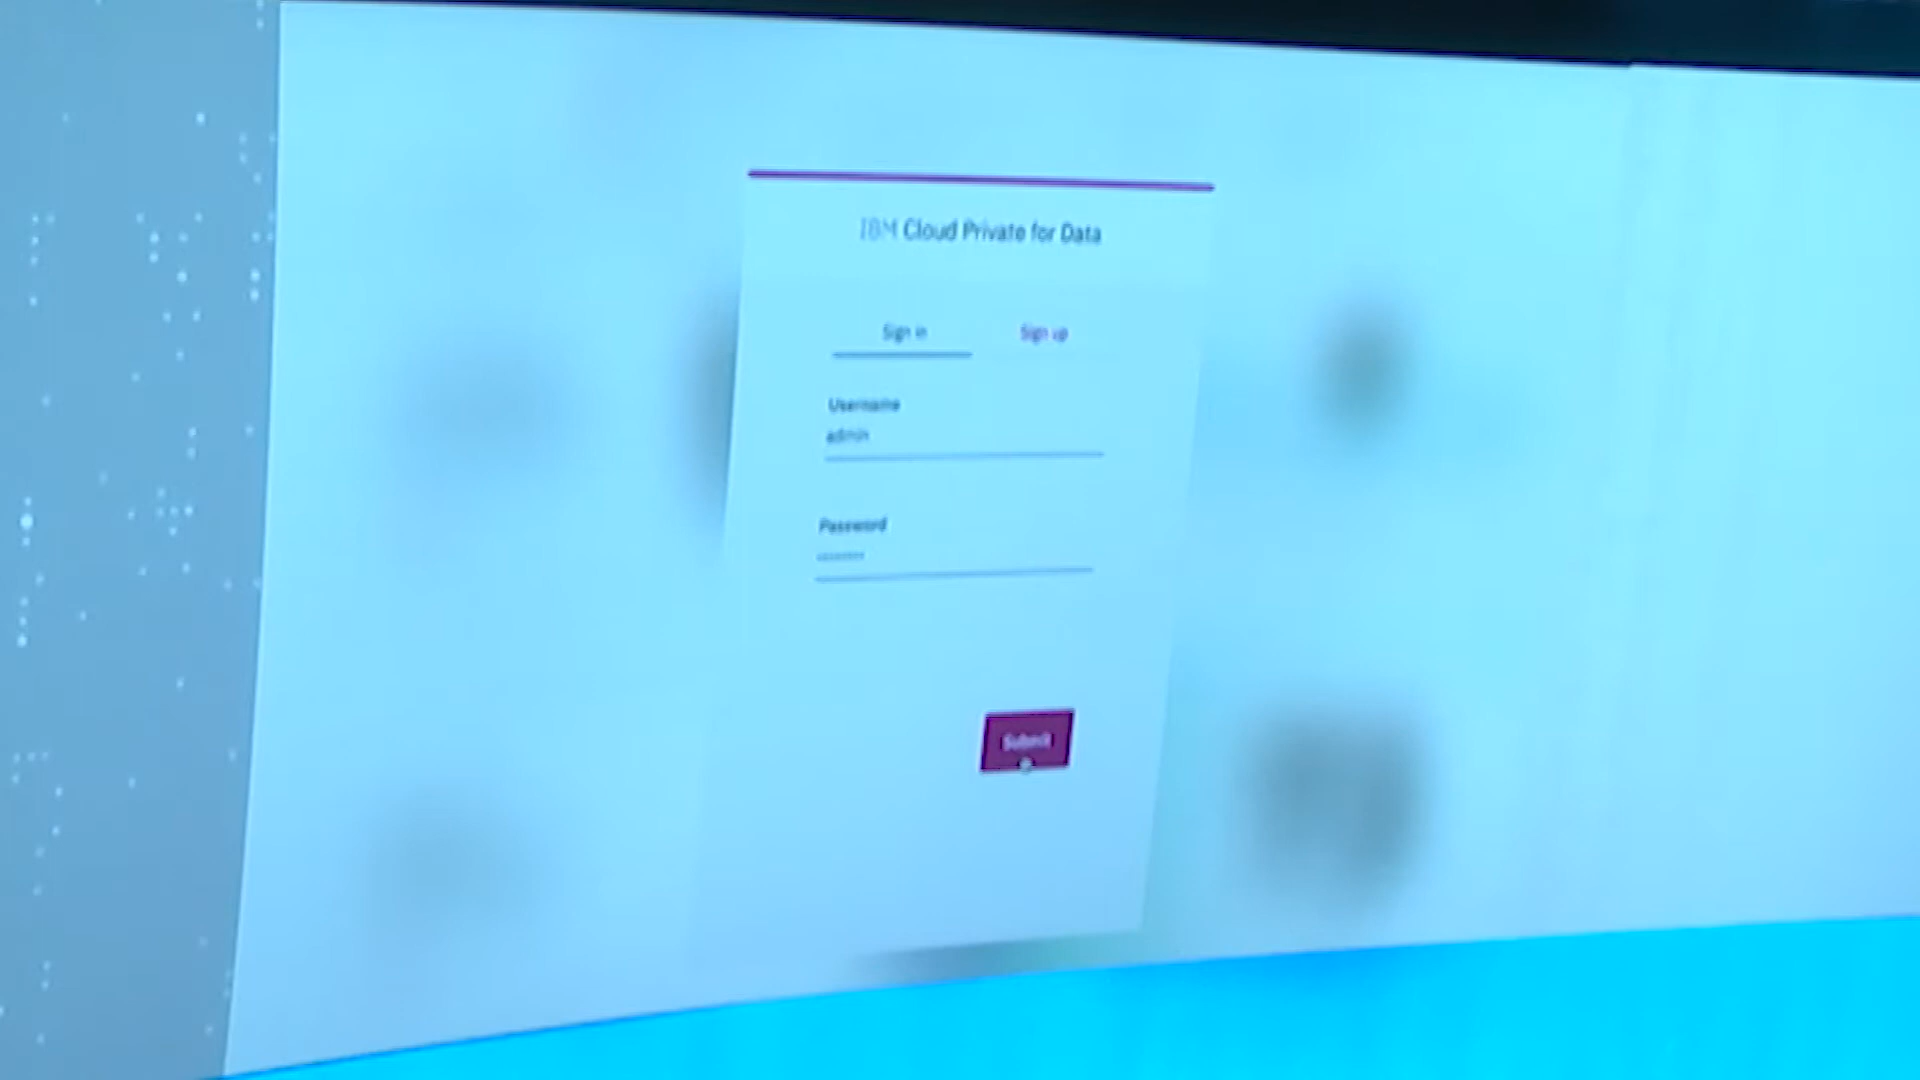 IBM Cloud Private for Data
Sign in Sign up
Username
admin
Password
Submit